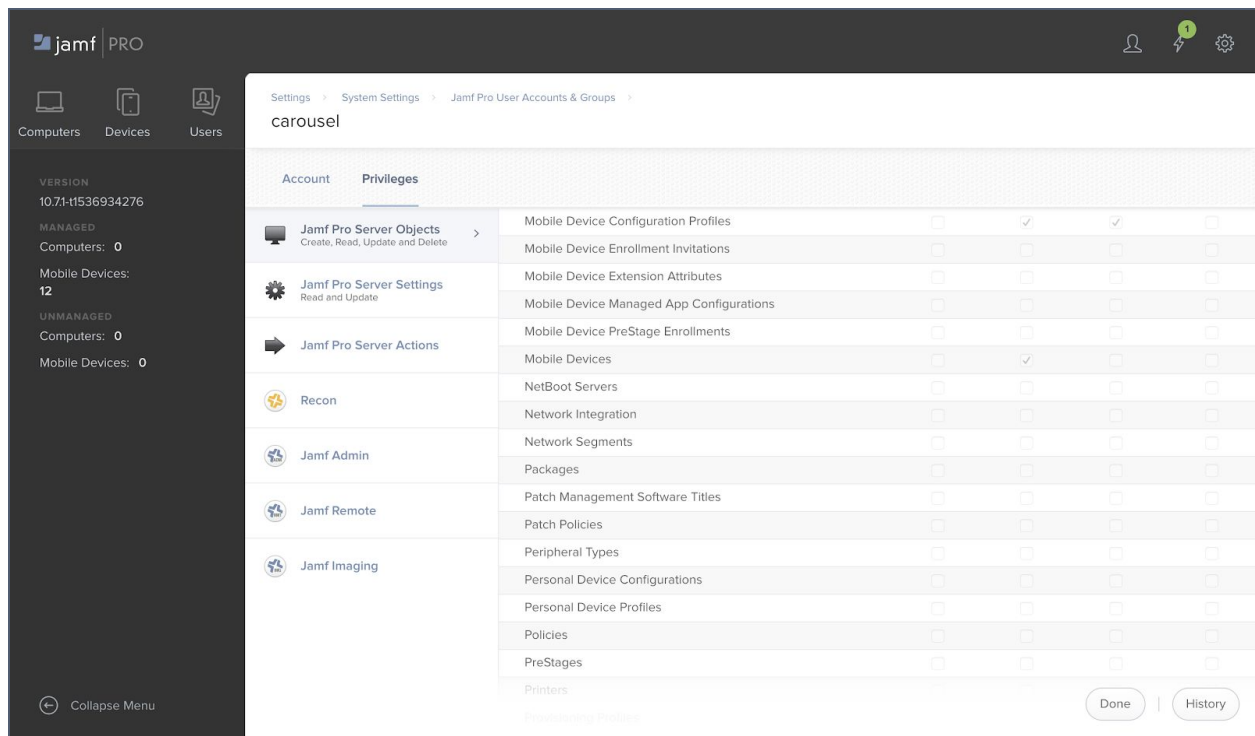 jamf PRO
1
Computers
Devices
Users
Settings > System Settings > Jamf Pro User Accounts & Groups >
carousel
Account
Privileges
VERSION
10.7.1-t1536934276
MANAGED
Computers: 0
Mobile Devices:
12
UNMANAGED
Computers: 0
Mobile Devices: 0
Collapse Menu
Jamf Pro Server Objects
Create, Read, Update and Delete
Jamf Pro Server Settings
Read and Update
Jamf Pro Server Actions
Recon
Jamf Admin
Jamf Remote
Jamf Imaging
Mobile Device Configuration Profiles
Mobile Device Enrollment Invitations
Mobile Device Extension Attributes
Mobile Device Managed App Configurations
Mobile Device PreStage Enrollments
Mobile Devices
NetBoot Servers
Network Integration
Network Segments
Packages
Patch Management Software Titles
Patch Policies
Peripheral Types
Personal Device Configurations
Personal Device Profiles
Policies
PreStages
Printers
Provisioning Profiles
Done
History